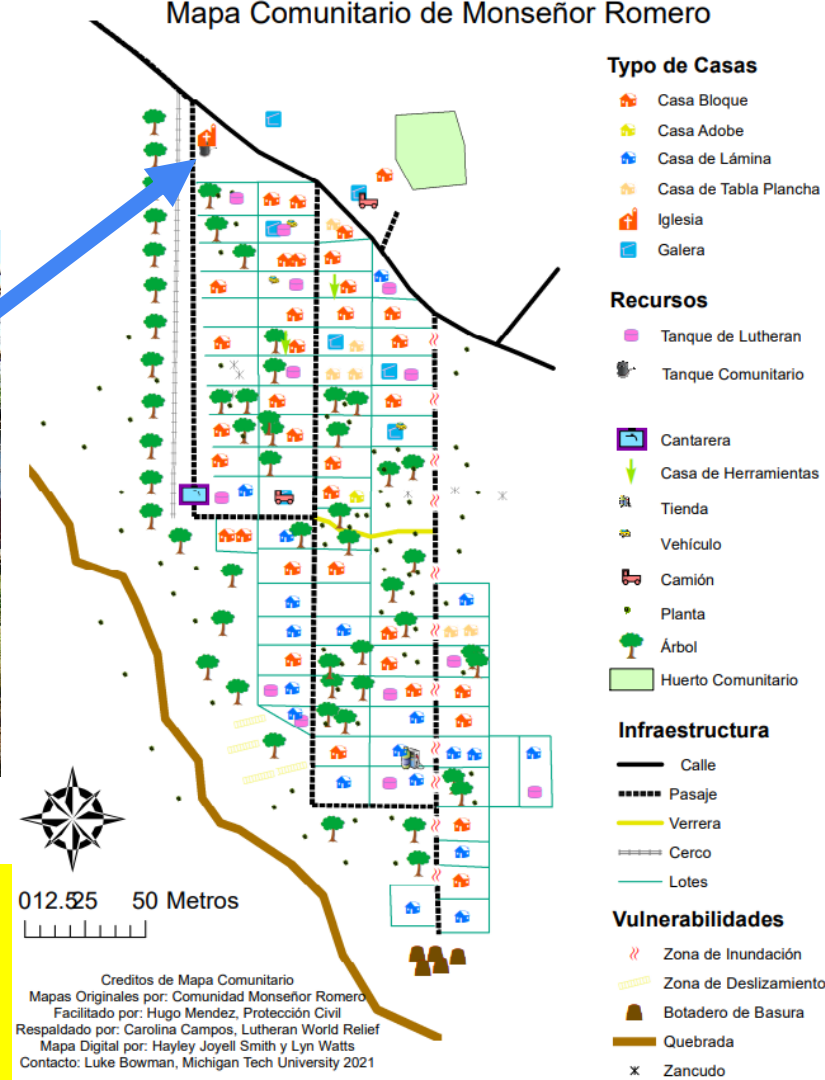 Mapa Comunitario de Monseñor Romero
Typo de Casas
Casa Bloque
Casa Adobe
Casa de Lámina
Casa de Tabla Plancha
Iglesia
Galera
Recursos
Tanque de Lutheran
Tanque Comunitario
Cantarera
Casa de Herramientas
Tienda
Vehículo
Camión
Planta
Árbol
Huerto Comunitario
Infraestructura
Calle
Pasaje
Verrera
Cerco
Lotes
Vulnerabilidades
Zona de Inundación
Zona de Deslizamiento
Botadero de Basura
Quebrada
Zancudo
012.525 50 Metros
Creditos de Mapa Comunitario
Mapas Originales por: Comunidad Monseñor Romero
Facilitado por: Hugo Mendez, Protección Civil
Respaldado por: Carolina Campos, Lutheran World Relief
Mapa Digital por: Hayley Joyell Smith y Lyn Watts
Contacto: Luke Bowman, Michigan Tech University 2021